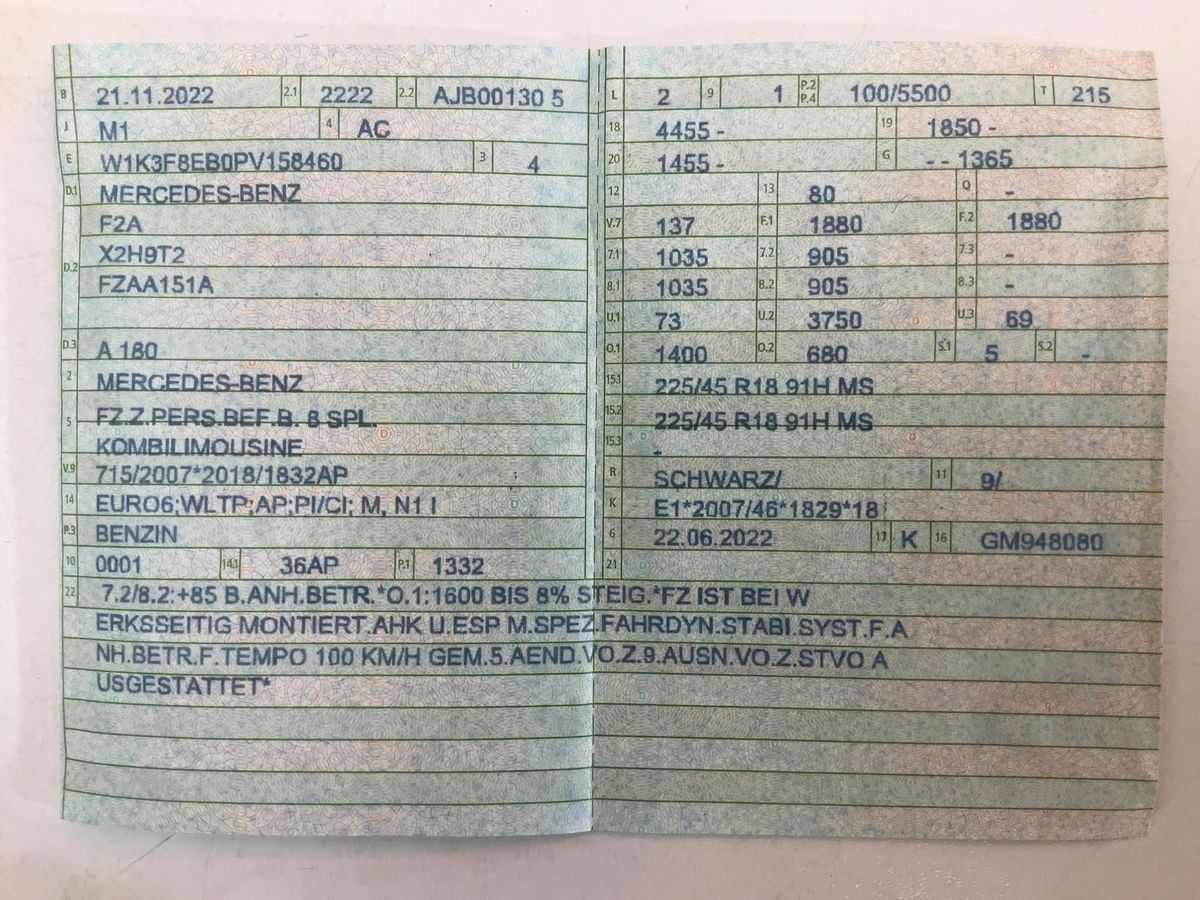 B 21.11.2022 2.1 2222 2.2 AJB00130 5
J M1 4 AC
E W1K3F8EB0PV158460 3 4
D.1 MERCEDES-BENZ
F2A
D.2 X2H9T2
FZAA151A
D.3 A 180
2 MERCEDES-BENZ
5 FZ.Z.PERS.BEF.B. 8 SPL.
KOMBILIMOUSINE
V.9 715/2007*2018/1832AP
14 EURO6;WLTP;AP;PI/CI; M, N1 I
P.3 BENZIN
10 0001 14.1 36AP P.1 1332
L 2 9 1 P.2 P.4 100/5500 T 215
18 4455 - 19 1850 -
20 1455 - G - - 1365
12 13 80 Q -
V.7 137 F.1 1880 F.2 1880
7.1 1035 7.2 905 7.3 -
8.1 1035 8.2 905 8.3 -
U.1 73 U.2 3750 U.3 69
O.1 1400 O.2 680 S.1 5 S.2 -
15.1 225/45 R18 91H MS
15.2 225/45 R18 91H MS
15.3 -
R SCHWARZ/ 11 9/
K E1*2007/46*1829*18
6 22.06.2022 17 K 16 GM948080
21
22 7.2/8.2:+85 B.ANH.BETR.*O.1:1600 BIS 8% STEIG.*FZ IST BEI W
ERKSSEITIG MONTIERT.AHK U.ESP M.SPEZ.FAHRDYN.STABI.SYST.F.A
NH.BETR.F.TEMPO 100 KM/H GEM.5.AEND.VO.Z.9.AUSN.VO.Z.STVO A
USGESTATTET*